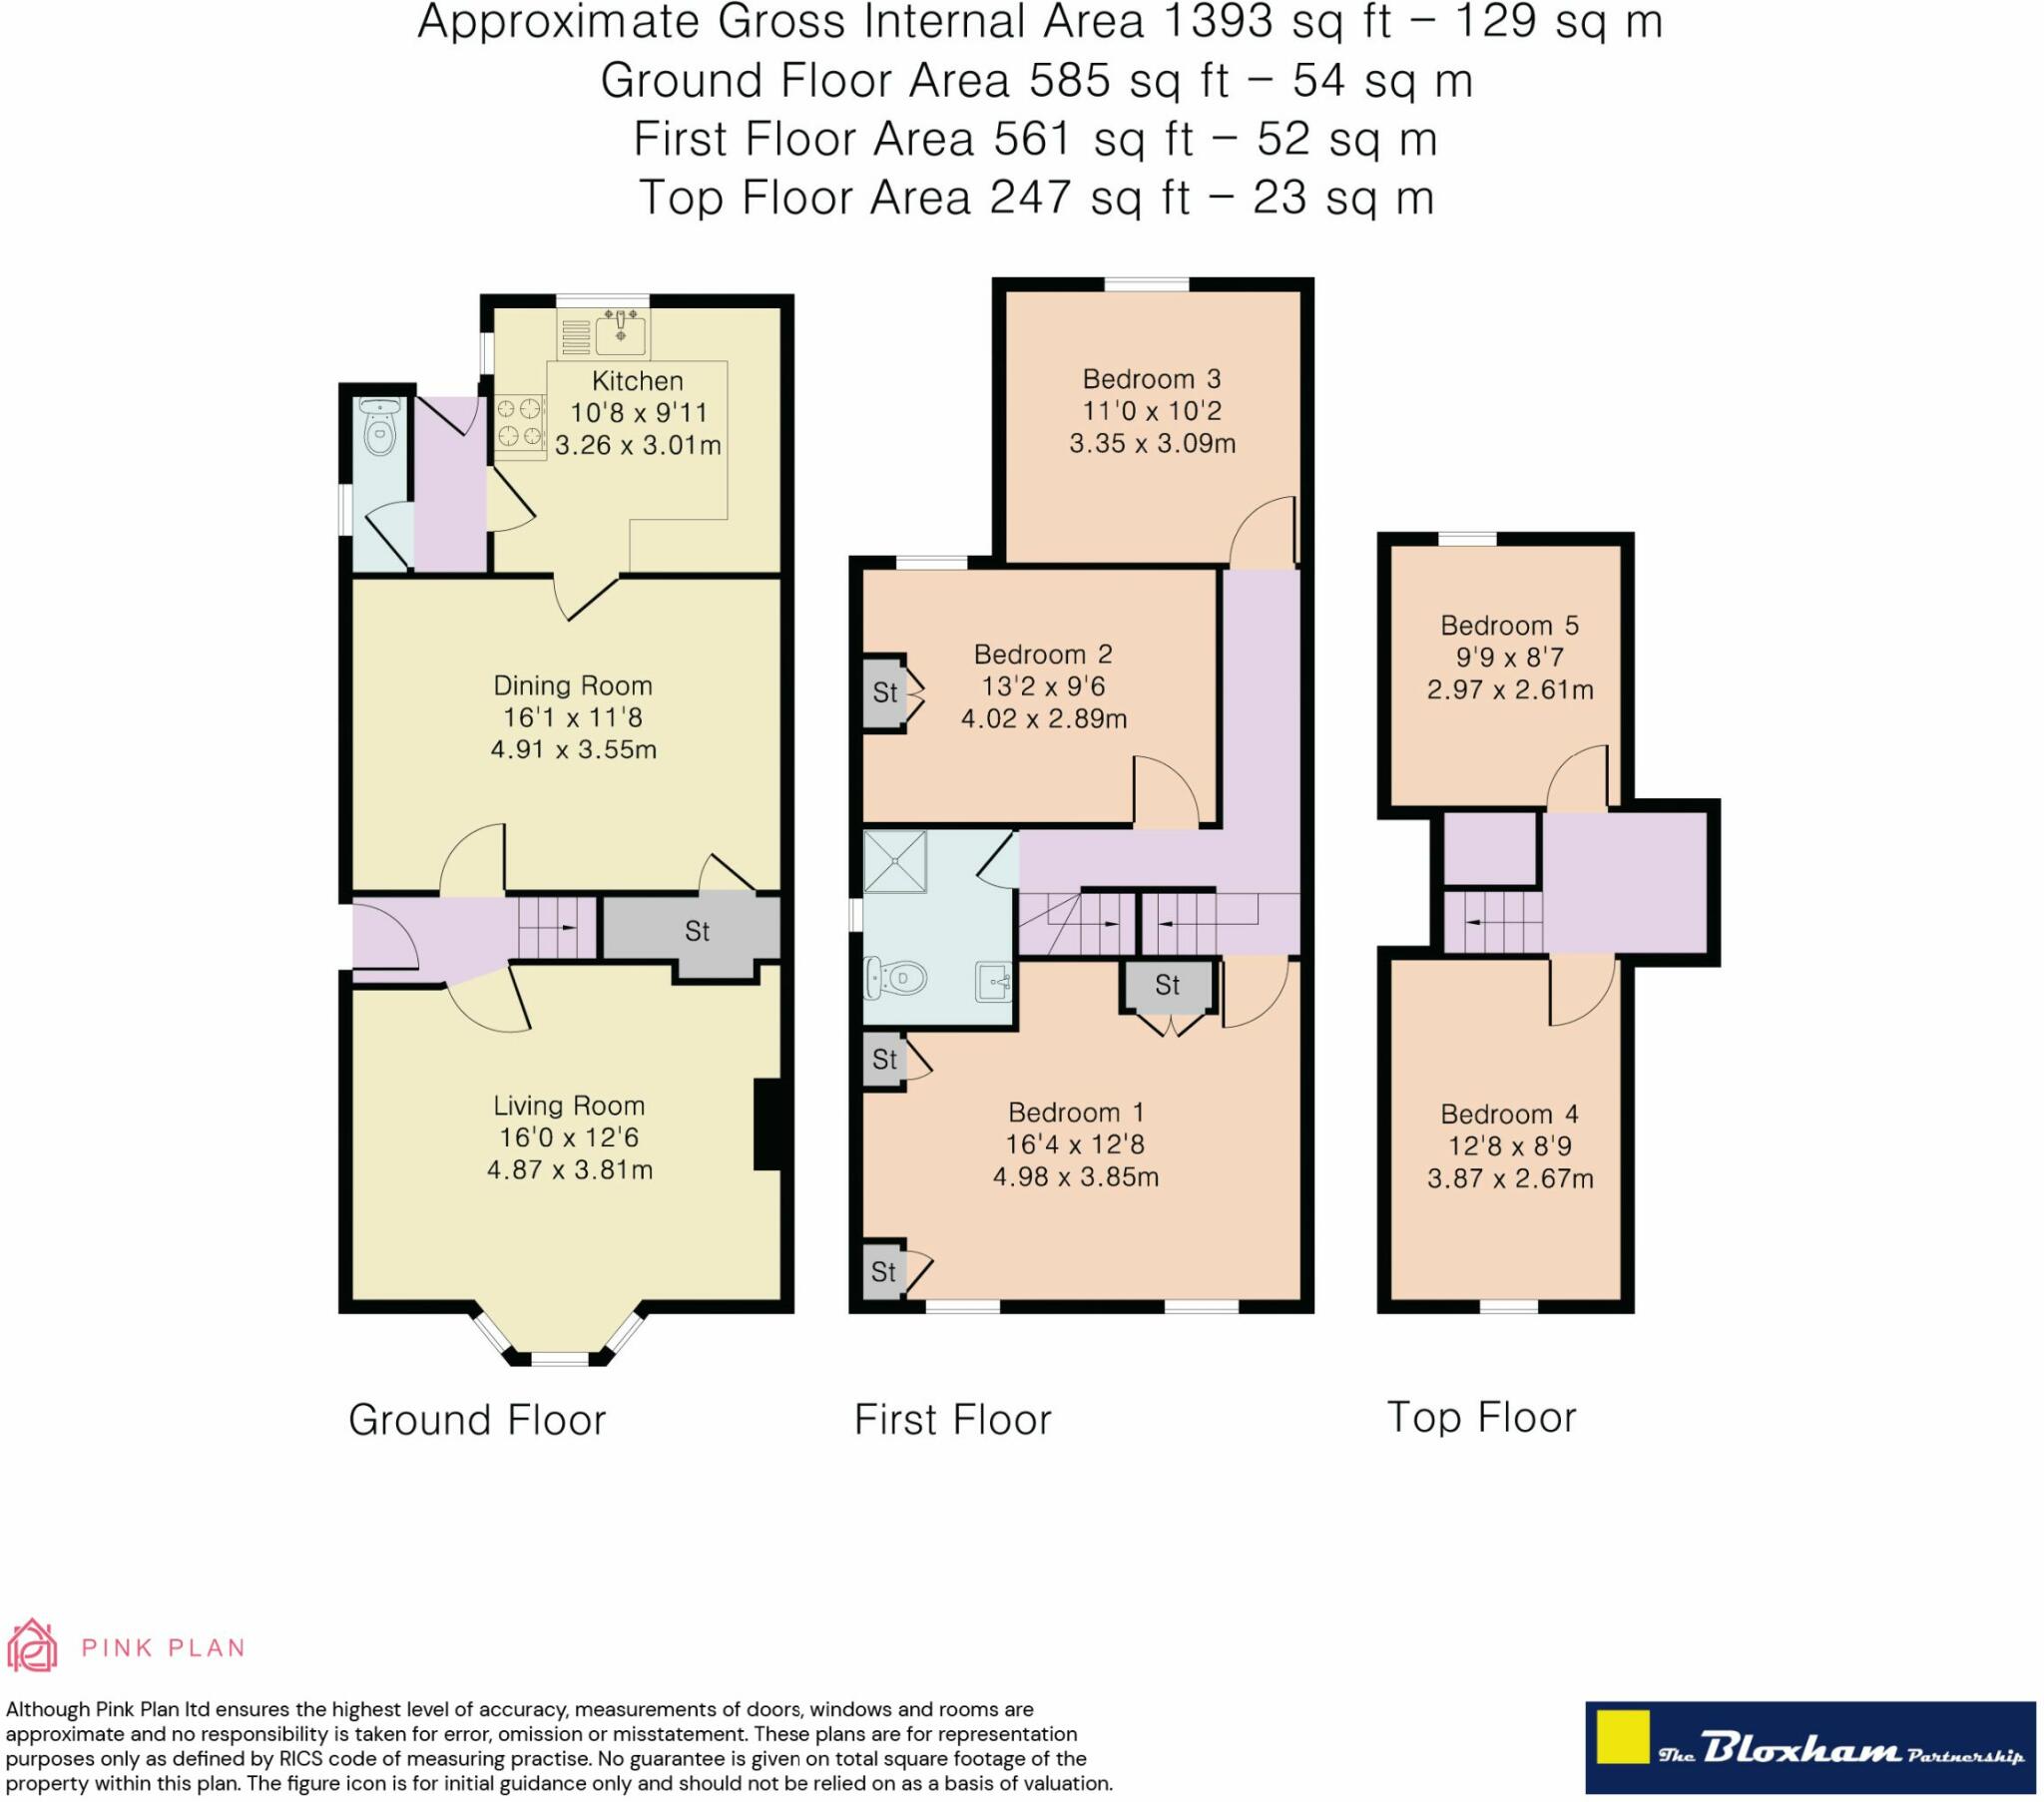 Approximate Gross Internal Area 1393 sq ft – 129 sq m
Ground Floor Area 585 sq ft – 54 sq m
First Floor Area 561 sq ft – 52 sq m
Top Floor Area 247 sq ft – 23 sq m
Kitchen
10'8 x 9'11
3.26 x 3.01m
Dining Room
16'1 x 11'8
4.91 x 3.55m
St
Living Room
16'0 x 12'6
4.87 x 3.81m
Ground Floor
Bedroom 3
11'0 x 10'2
3.35 x 3.09m
Bedroom 2
13'2 x 9'6
4.02 x 2.89m
St
St
St
Bedroom 1
16'4 x 12'8
4.98 x 3.85m
St
First Floor
Bedroom 5
9'9 x 8'7
2.97 x 2.61m
Bedroom 4
12'8 x 8'9
3.87 x 2.67m
Top Floor
PINK PLAN
Although Pink Plan ltd ensures the highest level of accuracy, measurements of doors, windows and rooms are
approximate and no responsibility is taken for error, omission or misstatement. These plans are for representation
purposes only as defined by RICS code of measuring practise. No guarantee is given on total square footage of the
property within this plan. The figure icon is for initial guidance only and should not be relied on as a basis of valuation.
The Bloxham Partnership